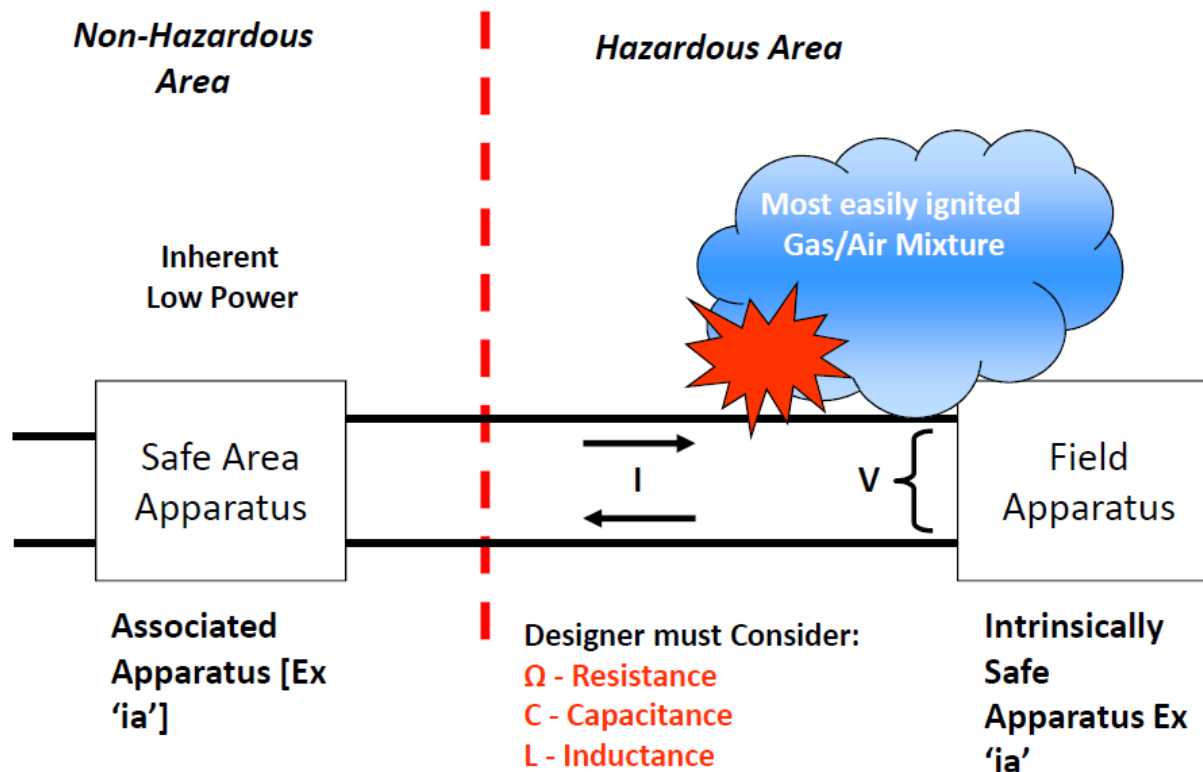 Non-Hazardous
Area
Hazardous Area
Most easily ignited
Gas/Air Mixture
Inherent
Low Power
Safe Area
Apparatus
I
V
Field
Apparatus
Associated
Apparatus [Ex
‘ia’]
Designer must Consider:
Ω - Resistance
C - Capacitance
L - Inductance
Intrinsically
Safe
Apparatus Ex
‘ia’